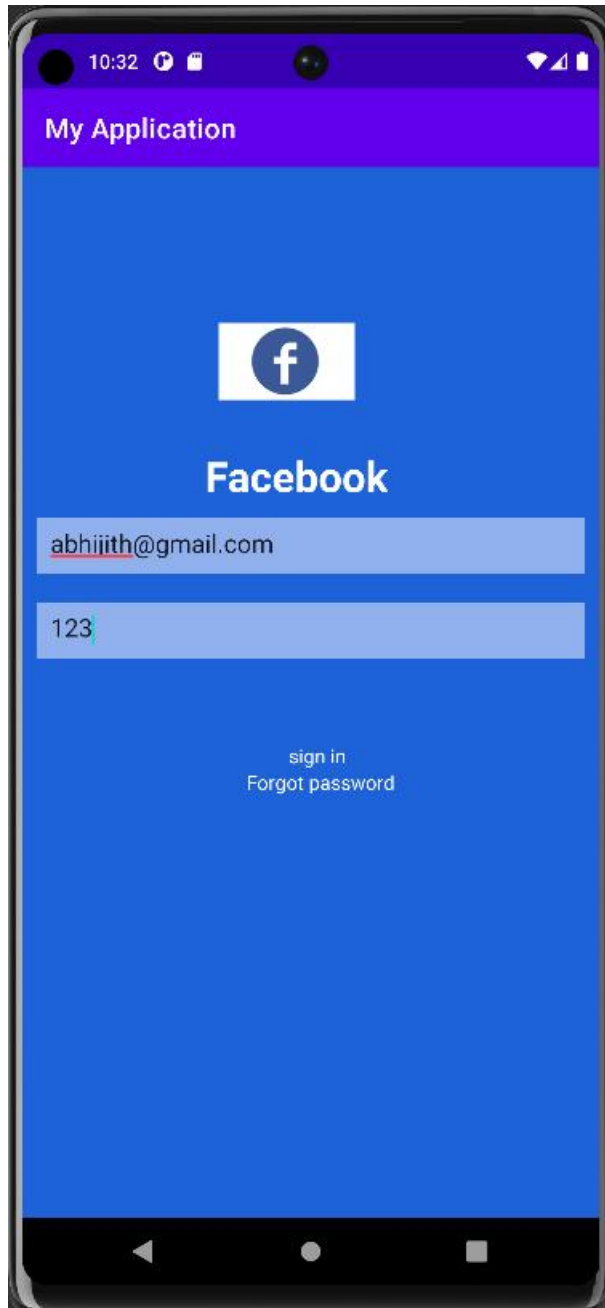 10:32
My Application
f
Facebook
abhijith@gmail.com
123
sign in
Forgot password